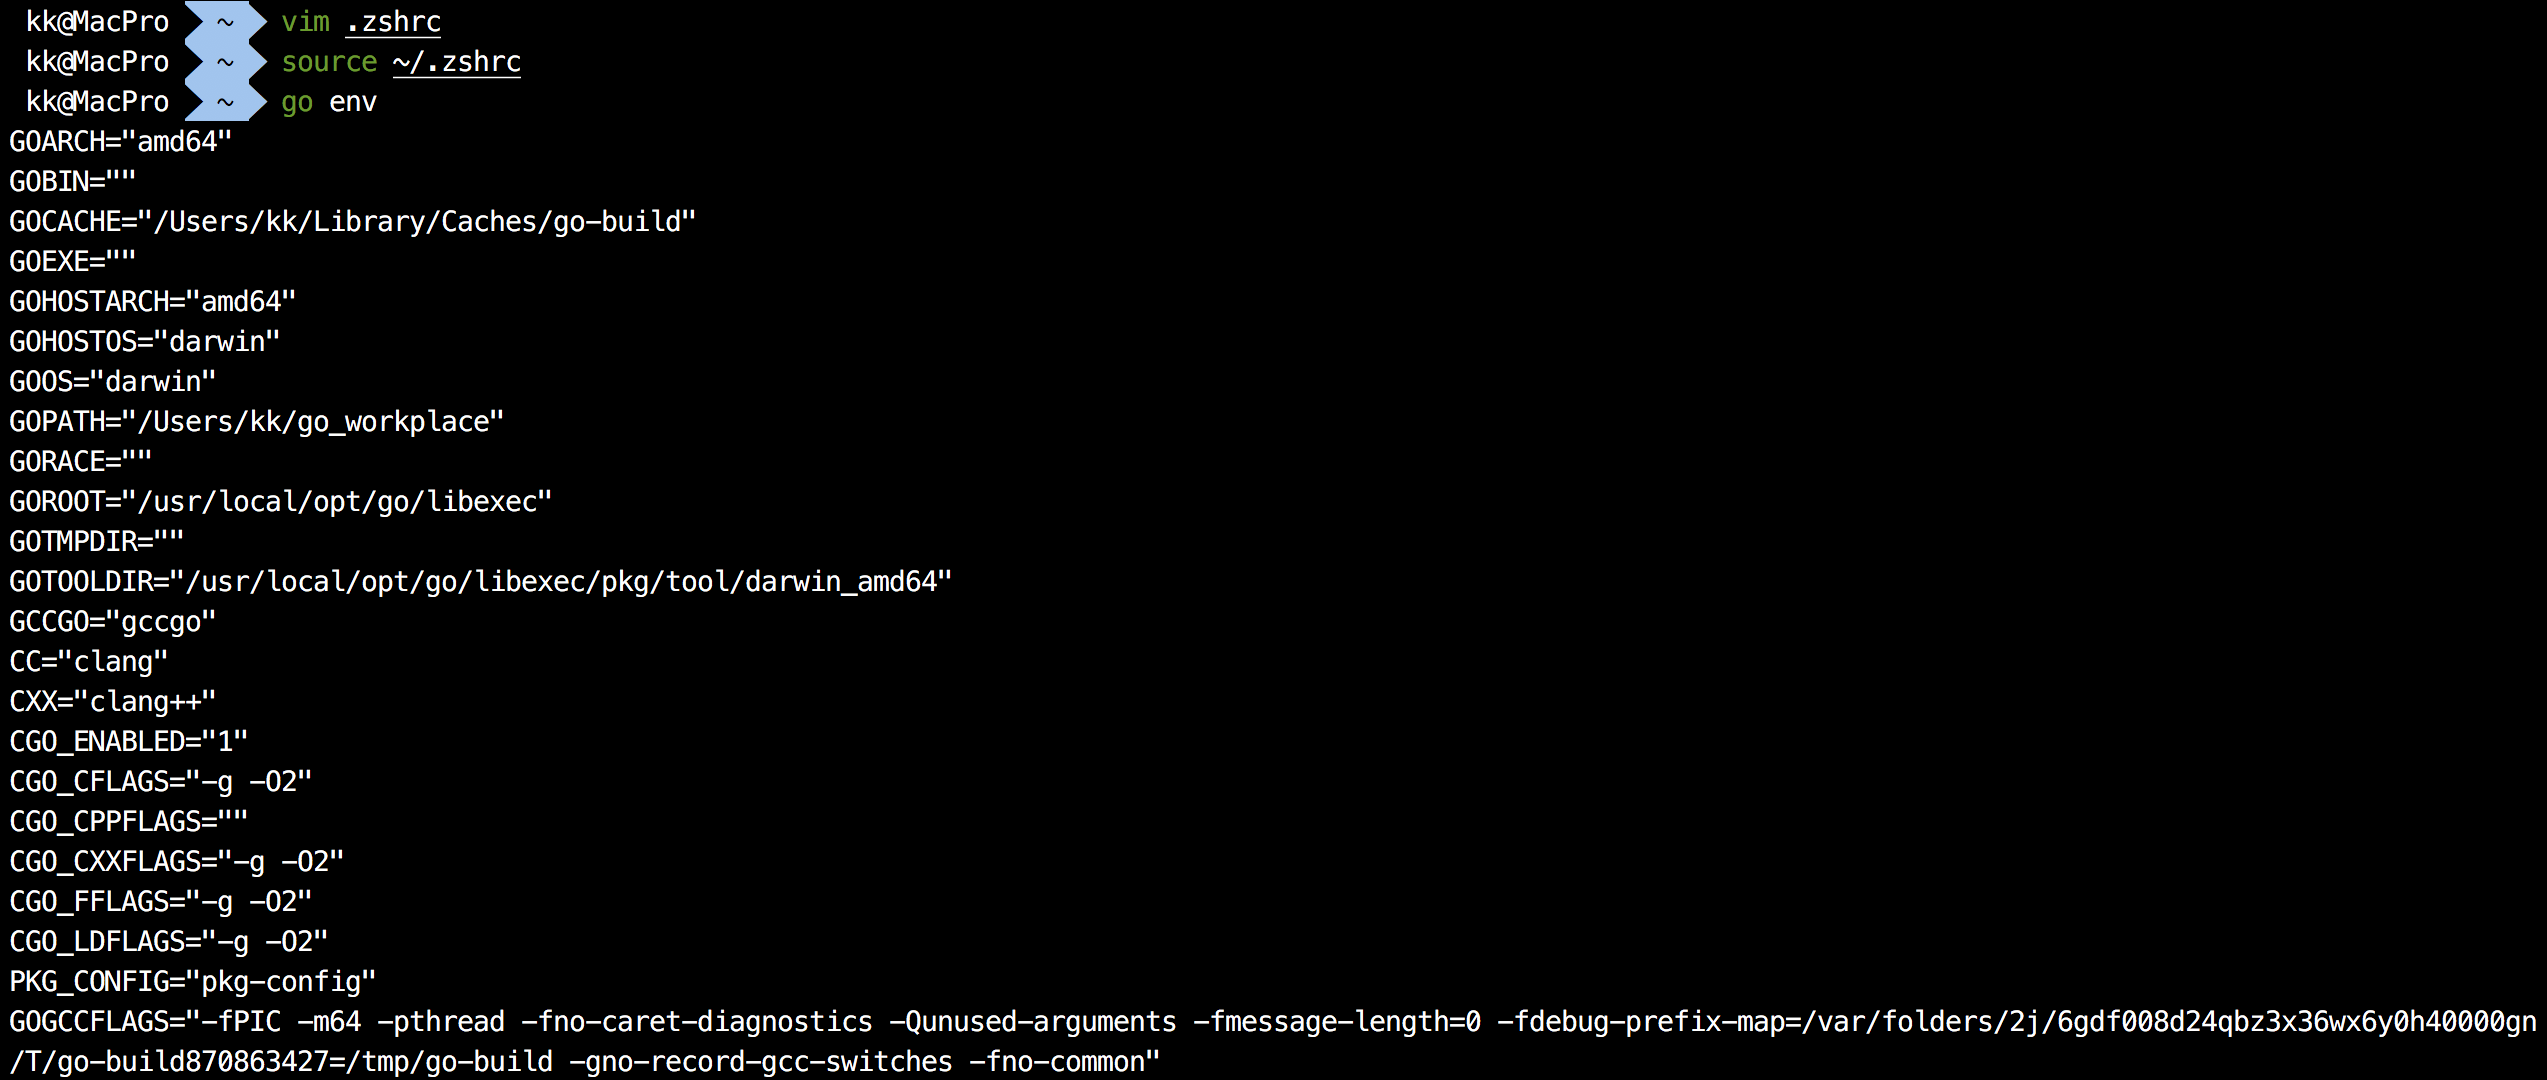 kk@MacPro ~ vim .zshrc
kk@MacPro ~ source ~/.zshrc
kk@MacPro ~ go env
GOARCH="amd64"
GOBIN=""
GOCACHE="/Users/kk/Library/Caches/go-build"
GOEXE=""
GOHOSTARCH="amd64"
GOHOSTOS="darwin"
GOOS="darwin"
GOPATH="/Users/kk/go_workplace"
GORACE=""
GOROOT="/usr/local/opt/go/libexec"
GOTMPDIR=""
GOTOOLDIR="/usr/local/opt/go/libexec/pkg/tool/darwin_amd64"
GCCGO="gccgo"
CC="clang"
CXX="clang++"
CGO_ENABLED="1"
CGO_CFLAGS="-g -O2"
CGO_CPPFLAGS=""
CGO_CXXFLAGS="-g -O2"
CGO_FFLAGS="-g -O2"
CGO_LDFLAGS="-g -O2"
PKG_CONFIG="pkg-config"
GOGCCFLAGS="-fPIC -m64 -pthread -fno-caret-diagnostics -Qunused-arguments -fmessage-length=0 -fdebug-prefix-map=/var/folders/2j/6gdf008d24qbz3x36wx6y0h40000gn
/T/go-build870863427=/tmp/go-build -gno-record-gcc-switches -fno-common"